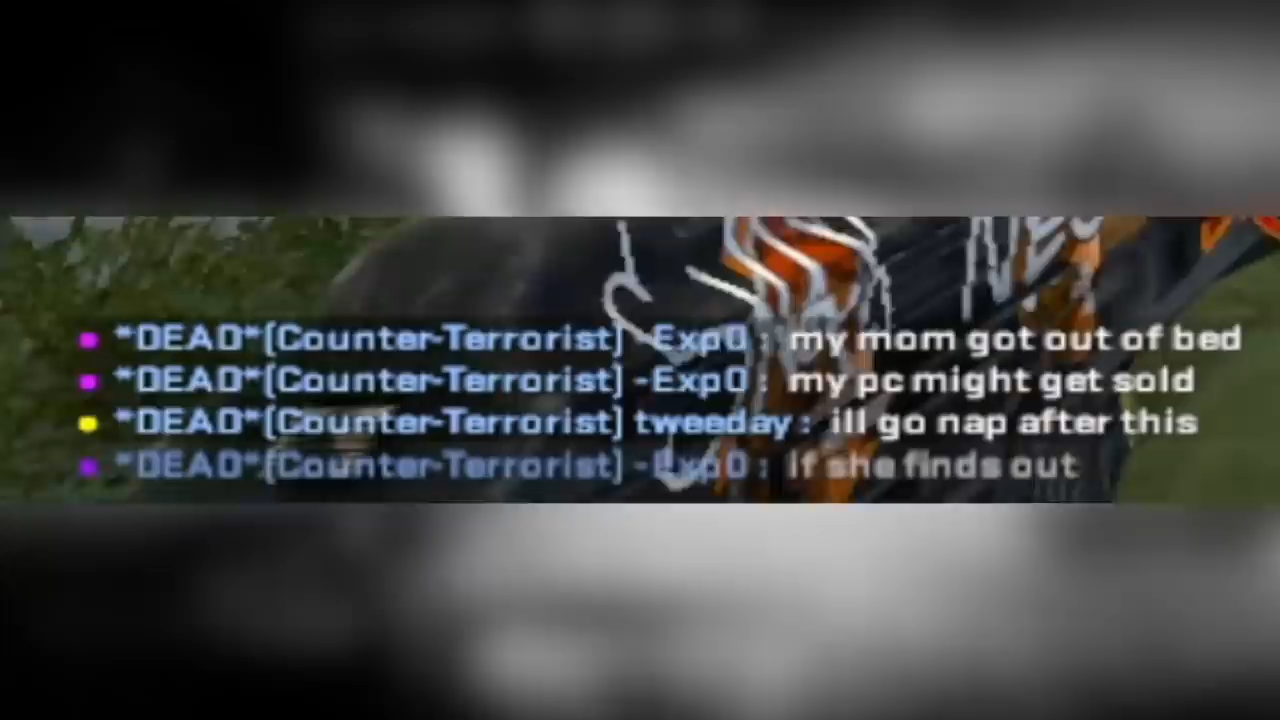 *DEAD*(Counter-Terrorist) -Exp0 : my mom got out of bed
*DEAD*(Counter-Terrorist) -Exp0 : my pc might get sold
*DEAD*(Counter-Terrorist) tweeday : ill go nap after this
*DEAD*(Counter-Terrorist) -Exp0 : If she finds out